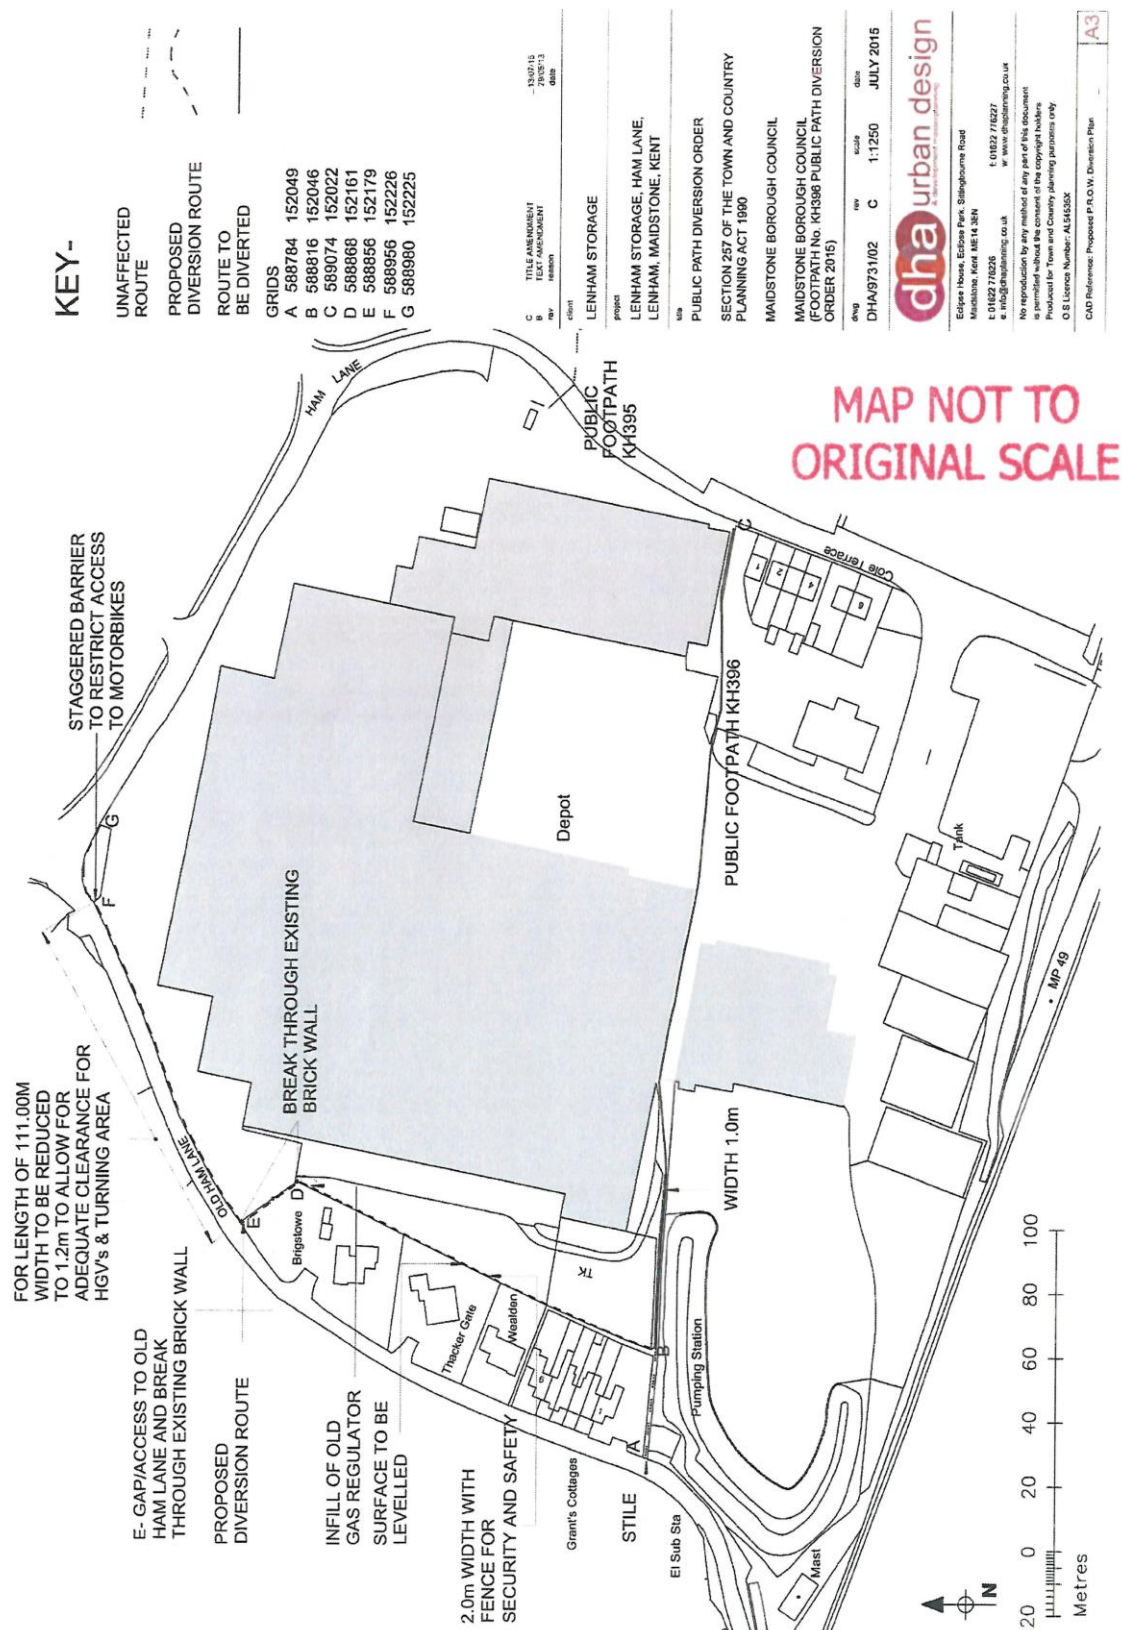 KEY-
UNAFFECTED
ROUTE
PROPOSED
DIVERSION ROUTE
ROUTE TO
BE DIVERTED
GRIDS
A 588784 152049
B 588816 152046
C 589074 152022
D 588868 152161
E 588856 152179
F 588956 152226
G 588980 152225
C TITLE AMENDMENT 13/07/15
B TEXT AMENDMENT
rev reason date
client
LENHAM STORAGE
project
LENHAM STORAGE, HAM LANE,
LENHAM, MAIDSTONE, KENT
title
PUBLIC PATH DIVERSION ORDER
SECTION 257 OF THE TOWN AND COUNTRY
PLANNING ACT 1990
MAIDSTONE BOROUGH COUNCIL
MAIDSTONE BOROUGH COUNCIL
(FOOTPATH No. KH396 PUBLIC PATH DIVERSION
ORDER 2015)
drwg rev scale date
DHA/9731/02 C 1:1250 JULY 2015
dha urban design
Eclipse House, Eclipse Park, Sittingbourne Road
Maidstone, Kent. ME14 3EN
t: 01622 776226 f: 01622 776227
e: info@dhaplanning.co.uk w: www.dhaplanning.co.uk
No reproduction by any method of any part of this document
is permitted without the consent of the copyright holders.
Produced for Town and Country planning purposes only.
O.S Licence Number:
CAD Reference: Proposed P.R.O.W. Diversion Plan
A3
MAP NOT TO
ORIGINAL SCALE
STAGGERED BARRIER
TO RESTRICT ACCESS
TO MOTORBIKES
HAM LANE
PUBLIC
FOOTPATH
KH395
G
F
FOR LENGTH OF 111.00M
WIDTH TO BE REDUCED
TO 1.2m TO ALLOW FOR
ADEQUATE CLEARANCE FOR
HGV's & TURNING AREA
OLD HAM LANE
BREAK THROUGH EXISTING
BRICK WALL
Depot
PUBLIC FOOTPATH KH396
C
1
2
4
6
Cole Terrace
E- GAP/ACCESS TO OLD
HAM LANE AND BREAK
THROUGH EXISTING BRICK WALL
PROPOSED
DIVERSION ROUTE
E
D
Brigstowe
INFILL OF OLD
GAS REGULATOR
SURFACE TO BE
LEVELLED
Thacker Gate
Wealden
TK
2.0m WIDTH WITH
FENCE FOR
SECURITY AND SAFETY
Grant's Cottages
6
1
STILE
A
B
WIDTH 1.0m
El Sub Sta
Pumping Station
Mast
Tank
MP 49
N
20 0 20 40 60 80 100
Metres